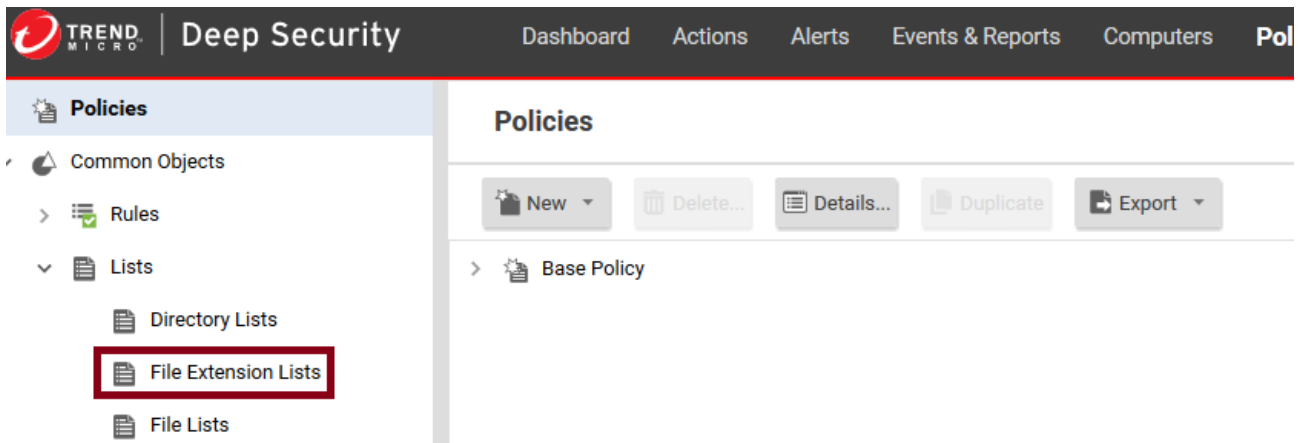 TREND MICRO Deep Security Dashboard Actions Alerts Events & Reports Computers Pol
Policies
Common Objects
Rules
Lists
Directory Lists
File Extension Lists
File Lists
Policies
New Delete... Details... Duplicate Export
Base Policy